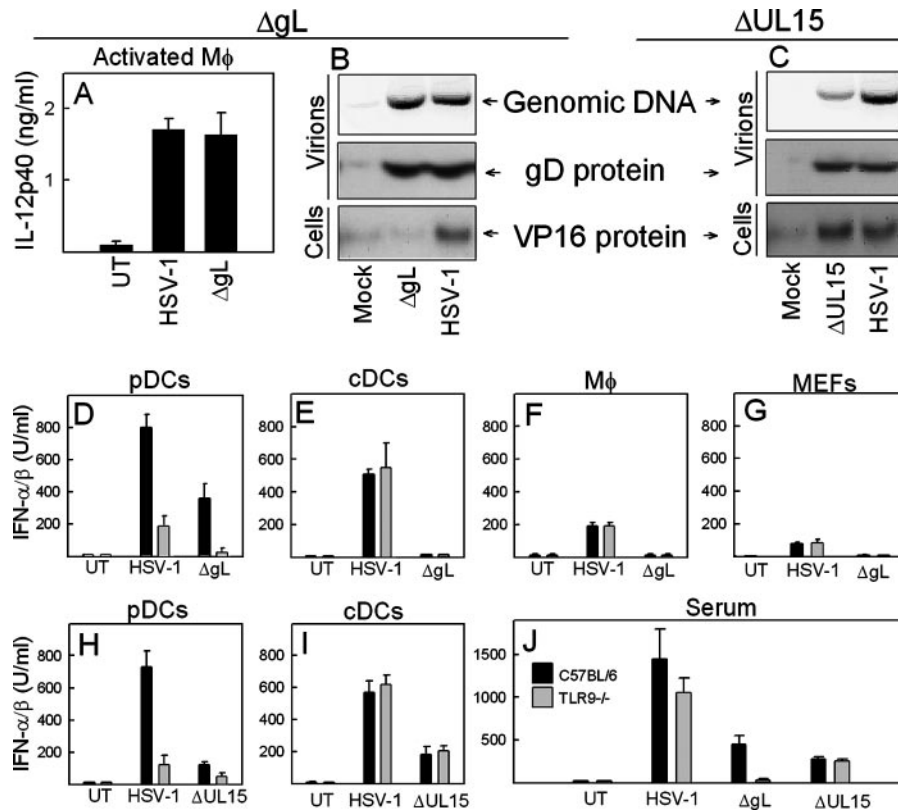 ΔgL
ΔUL15
Activated Mϕ
A
IL-12p40 (ng/ml)
2
1
UT
HSV-1
ΔgL
B
Virions
Cells
Mock
ΔgL
HSV-1
Genomic DNA
gD protein
VP16 protein
C
Virions
Cells
Mock
ΔUL15
HSV-1
pDCs
D
IFN-α/β (U/ml)
800
600
400
200
UT HSV-1 ΔgL
cDCs
E
800
600
400
200
UT HSV-1 ΔgL
Mϕ
F
800
600
400
200
UT HSV-1 ΔgL
MEFs
G
800
600
400
200
UT HSV-1 ΔgL
pDCs
H
IFN-α/β (U/ml)
800
600
400
200
UT HSV-1 ΔUL15
cDCs
I
800
600
400
200
UT HSV-1 ΔUL15
Serum
J
1500
1000
500
C57BL/6
TLR9-/-
UT HSV-1 ΔgL ΔUL15